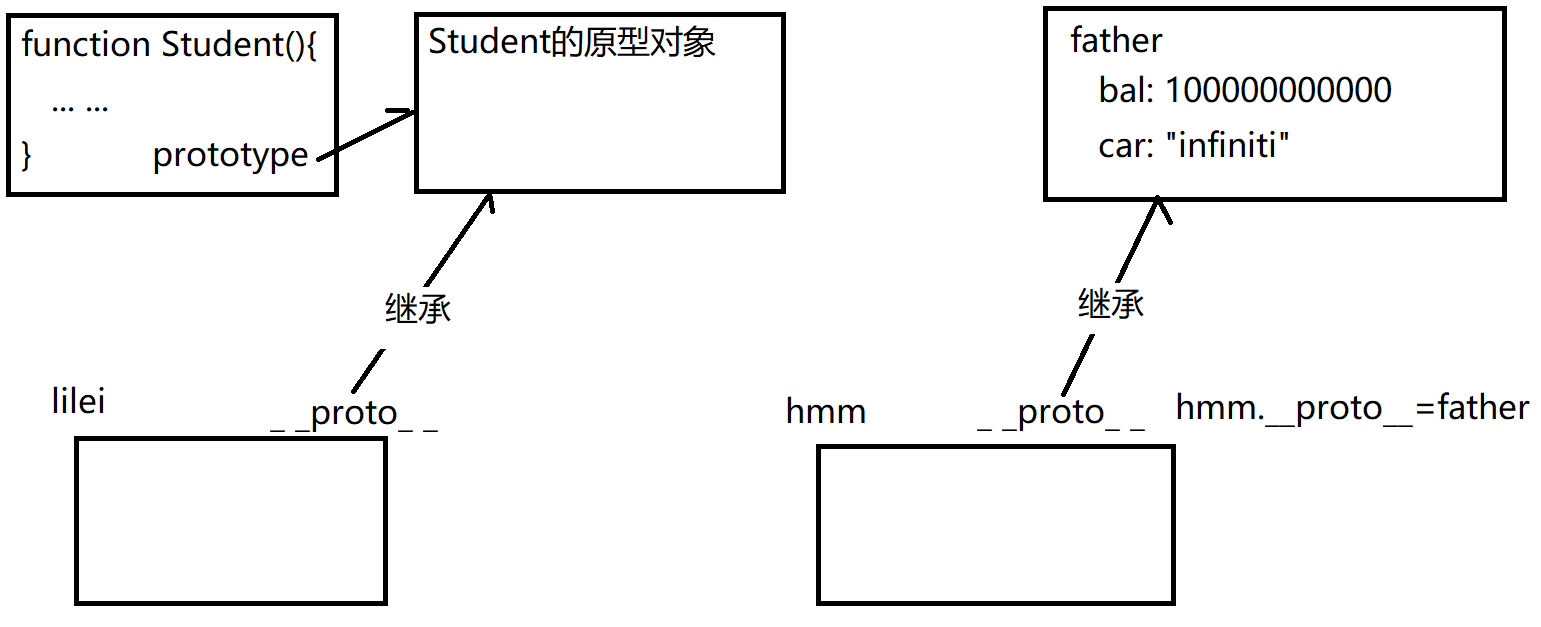 function Student(){
... ...
} prototype
Student的原型对象
father
bal: 100000000000
car: "infiniti"
继承
继承
lilei
_ _proto_ _
hmm
_ _proto_ _
hmm.__proto__=father